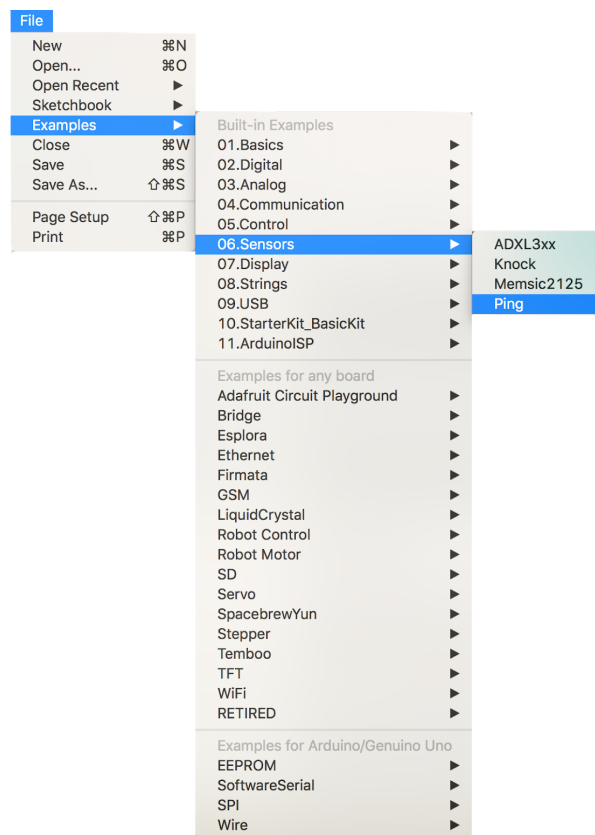 File
New ⌘N
Open... ⌘O
Open Recent ▶
Sketchbook ▶
Examples ▶
Close ⌘W
Save ⌘S
Save As... ⇧⌘S
Page Setup ⇧⌘P
Print ⌘P
Built-in Examples
01.Basics ▶
02.Digital ▶
03.Analog ▶
04.Communication ▶
05.Control ▶
06.Sensors ▶
07.Display ▶
08.Strings ▶
09.USB ▶
10.StarterKit_BasicKit ▶
11.ArduinoISP ▶
Examples for any board
Adafruit Circuit Playground ▶
Bridge ▶
Esplora ▶
Ethernet ▶
Firmata ▶
GSM ▶
LiquidCrystal ▶
Robot Control ▶
Robot Motor ▶
SD ▶
Servo ▶
SpacebrewYun ▶
Stepper ▶
Temboo ▶
TFT ▶
WiFi ▶
RETIRED ▶
Examples for Arduino/Genuino Uno
EEPROM ▶
SoftwareSerial ▶
SPI ▶
Wire ▶
ADXL3xx
Knock
Memsic2125
Ping